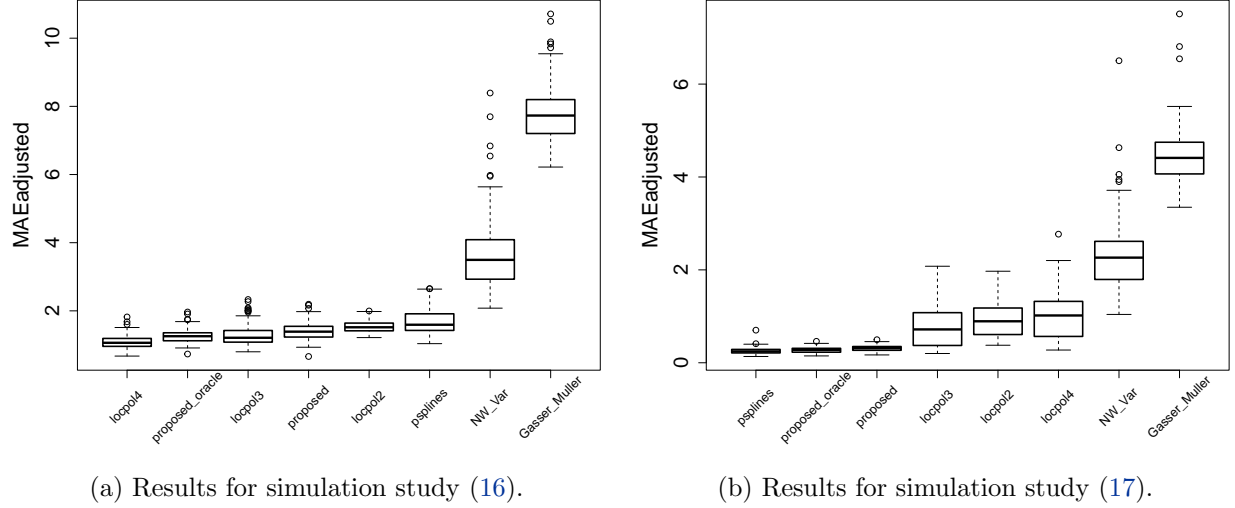 MAEadjusted
10
8
6
4
2
locpol4
proposed_oracle
locpol3
proposed
locpol2
psplines
NW_Var
Gasser_Muller
(a) Results for simulation study (16).
MAEadjusted
6
4
2
0
psplines
proposed_oracle
proposed
locpol3
locpol2
locpol4
NW_Var
Gasser_Muller
(b) Results for simulation study (17).